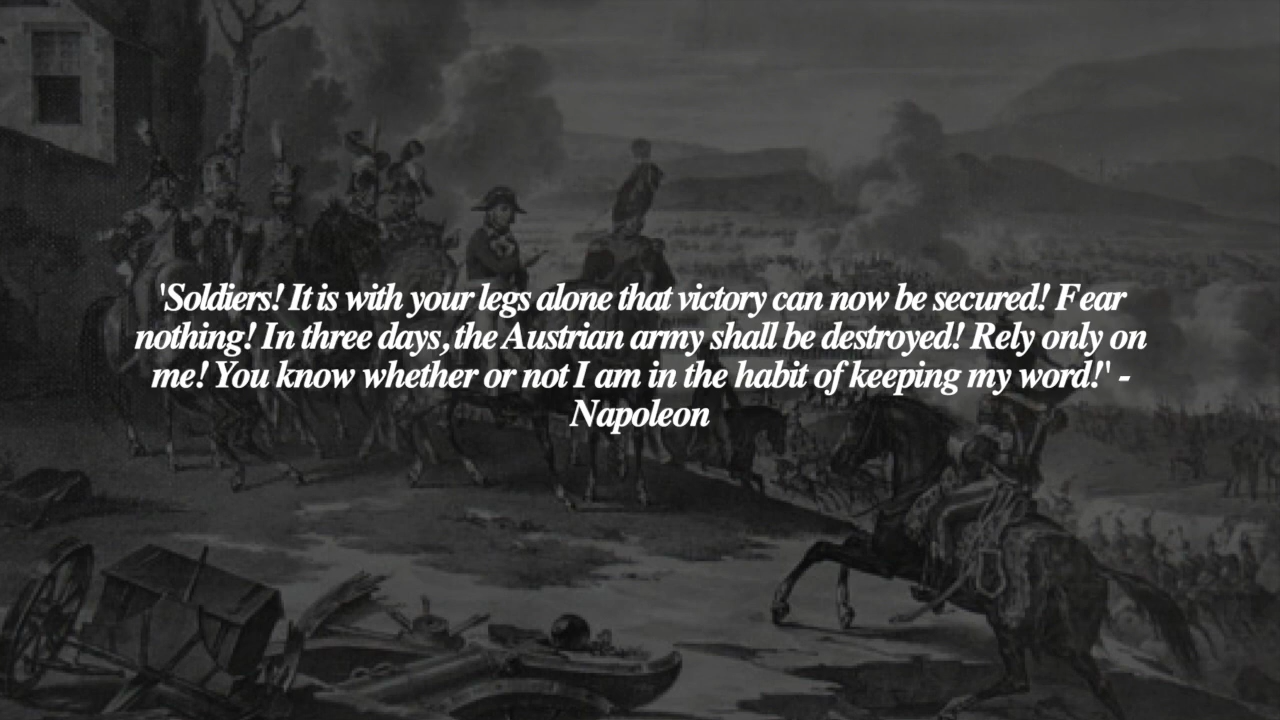 'Soldiers! It is with your legs alone that victory can now be secured! Fear
nothing! In three days, the Austrian army shall be destroyed! Rely only on
me! You know whether or not I am in the habit of keeping my word!' -
Napoleon